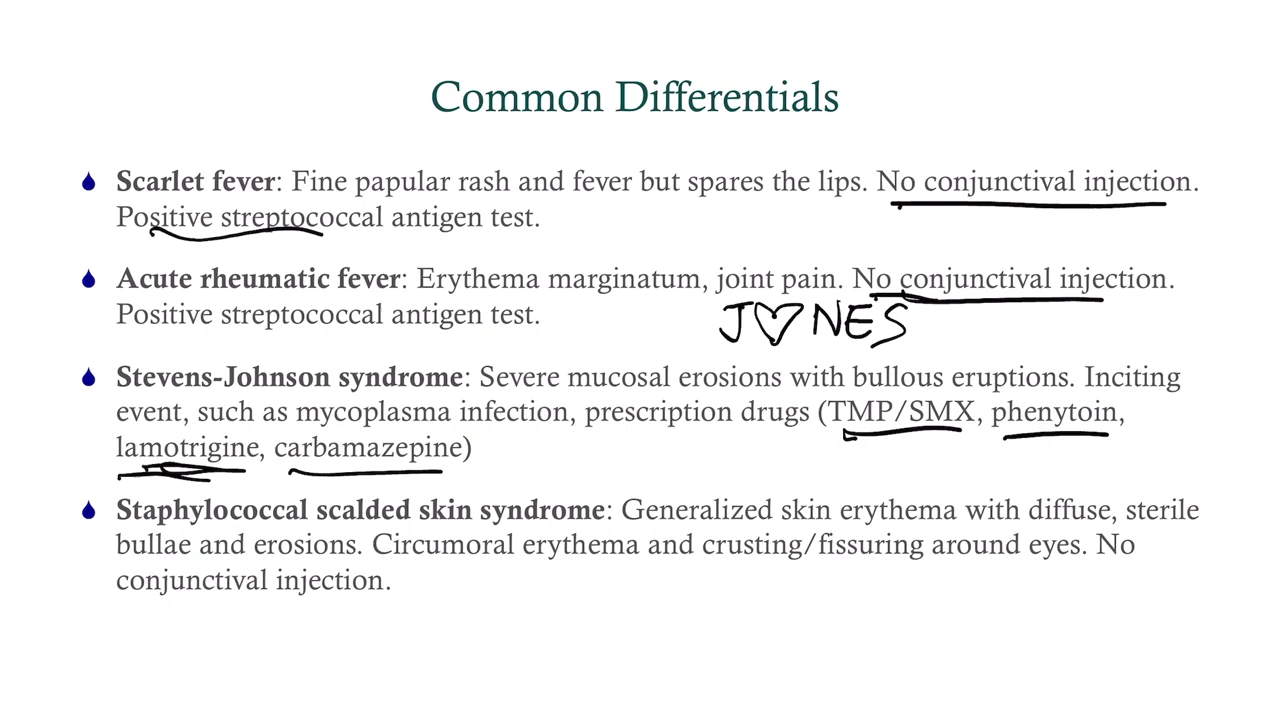 Common Differentials
Scarlet fever: Fine papular rash and fever but spares the lips. No conjunctival injection.
Positive streptococcal antigen test.
Acute rheumatic fever: Erythema marginatum, joint pain. No conjunctival injection.
Positive streptococcal antigen test.
J♡NES
Stevens-Johnson syndrome: Severe mucosal erosions with bullous eruptions. Inciting
event, such as mycoplasma infection, prescription drugs (TMP/SMX, phenytoin,
lamotrigine, carbamazepine)
Staphylococcal scalded skin syndrome: Generalized skin erythema with diffuse, sterile
bullae and erosions. Circumoral erythema and crusting/fissuring around eyes. No
conjunctival injection.